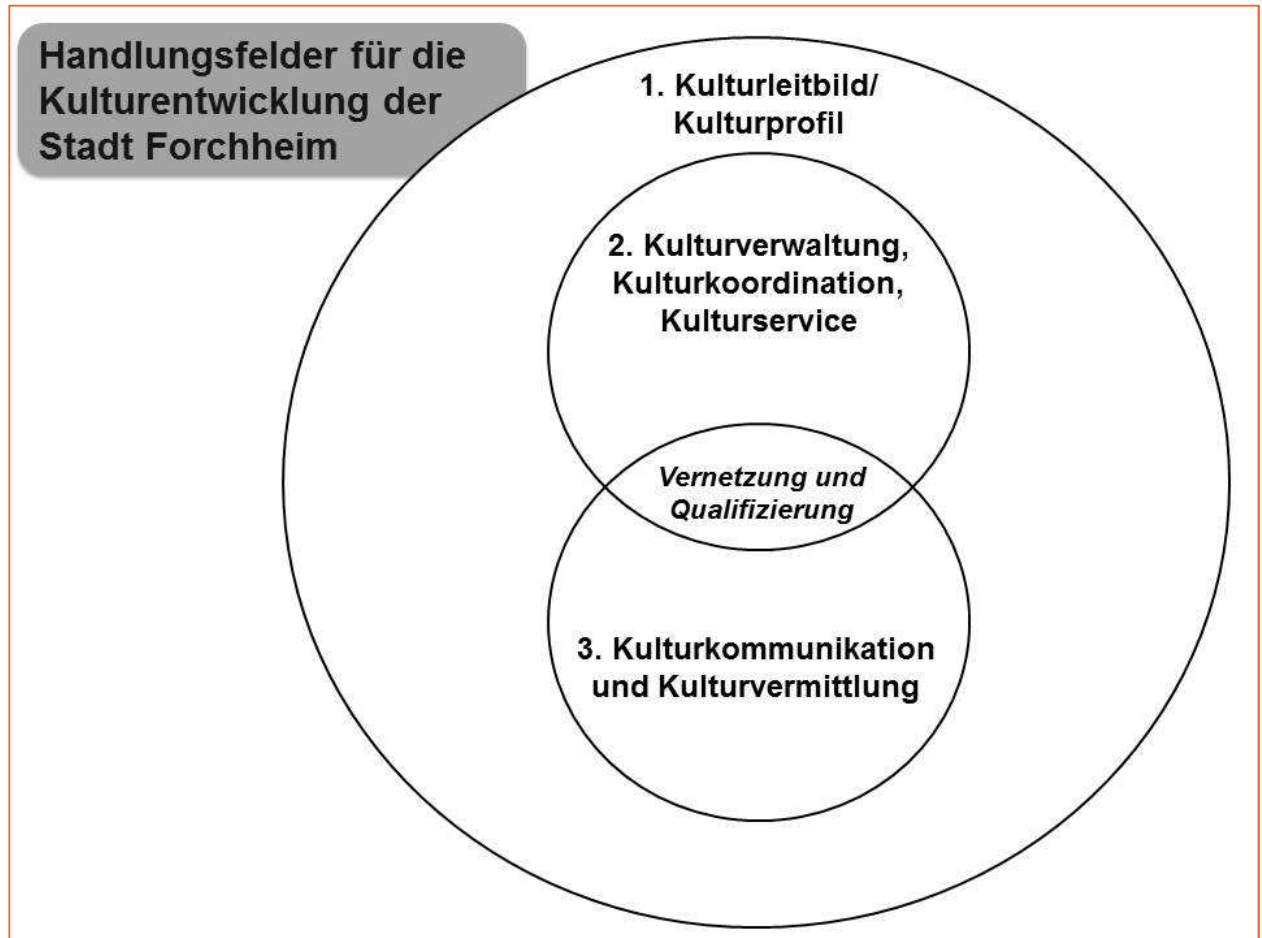 Handlungsfelder für die
Kulturentwicklung der
Stadt Forchheim
1. Kulturleitbild/
Kulturprofil
2. Kulturverwaltung,
Kulturkoordination,
Kulturservice
Vernetzung und
Qualifizierung
3. Kulturkommunikation
und Kulturvermittlung